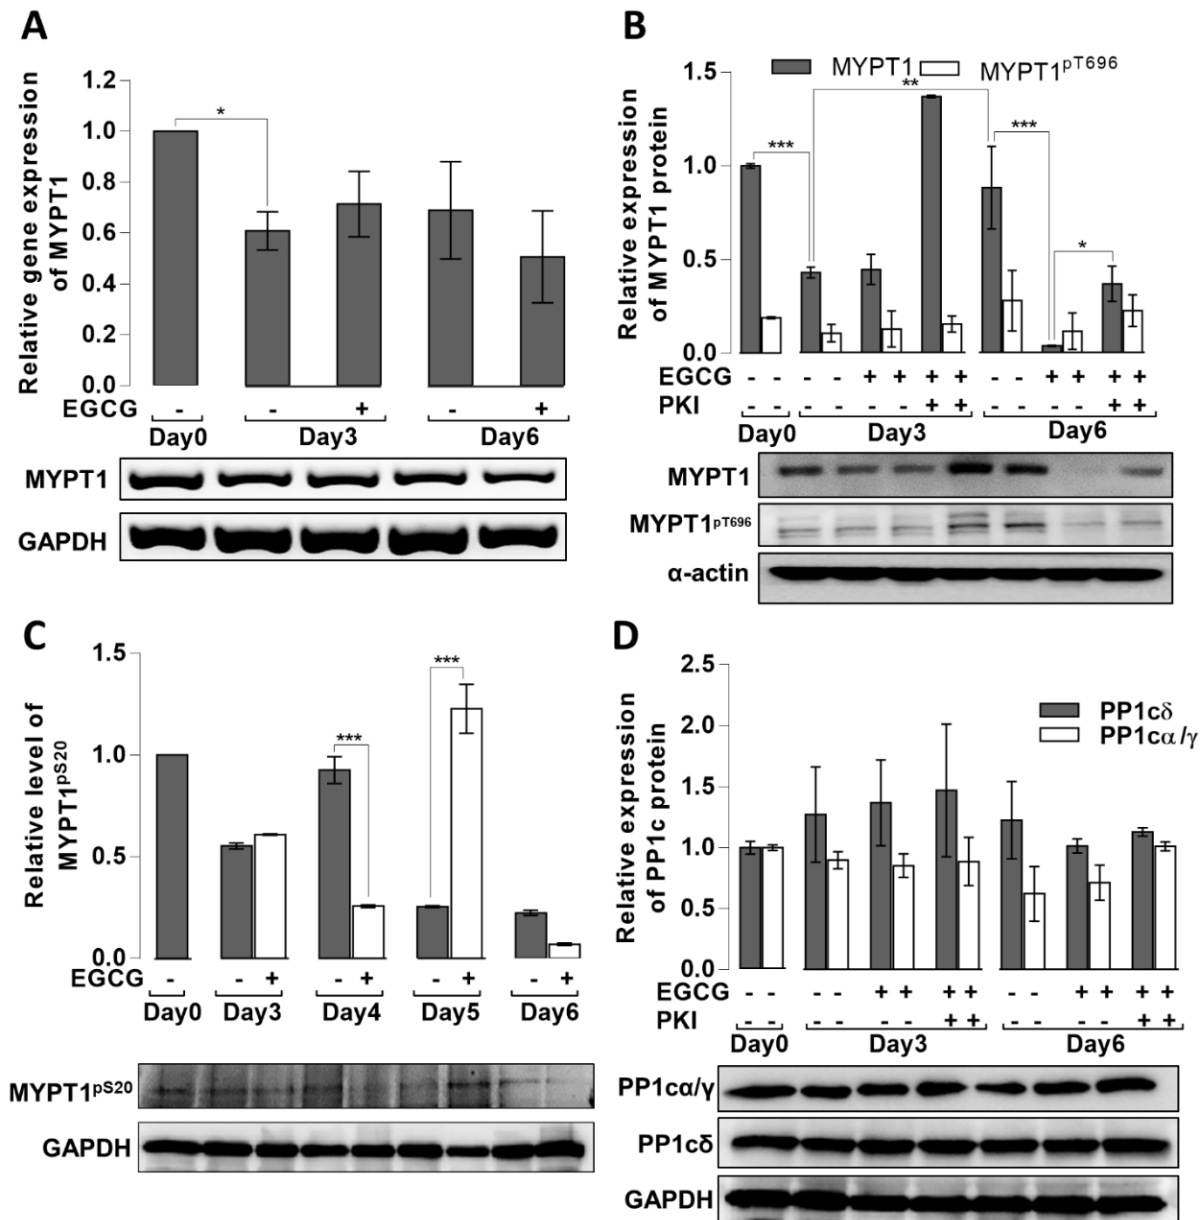 A
Relative gene expression
of MYPT1
1.2
1.0
0.8
0.6
0.4
0.2
0.0
*
EGCG - - + - +
Day0 Day3 Day6
MYPT1
GAPDH
B
Relative expression
of MYPT1 protein
MYPT1 MYPT1pT696
1.5
1.0
0.5
0.0
*** ** *** *
EGCG - - - - + + + + - - + + + +
PKI - - - - - - + + - - - - + +
Day0 Day3 Day6
MYPT1
MYPT1pT696
α-actin
C
Relative level of
MYPT1pS20
1.5
1.0
0.5
0.0
*** ***
EGCG - - + - + - + - +
Day0 Day3 Day4 Day5 Day6
MYPT1pS20
GAPDH
D
Relative expression
of PP1c protein
2.5
2.0
1.5
1.0
0.5
0.0
PP1cδ
PP1cα/γ
EGCG - - - - + + + + - - + + + +
PKI - - - - - - + + - - - - + +
Day0 Day3 Day6
PP1cα/γ
PP1cδ
GAPDH